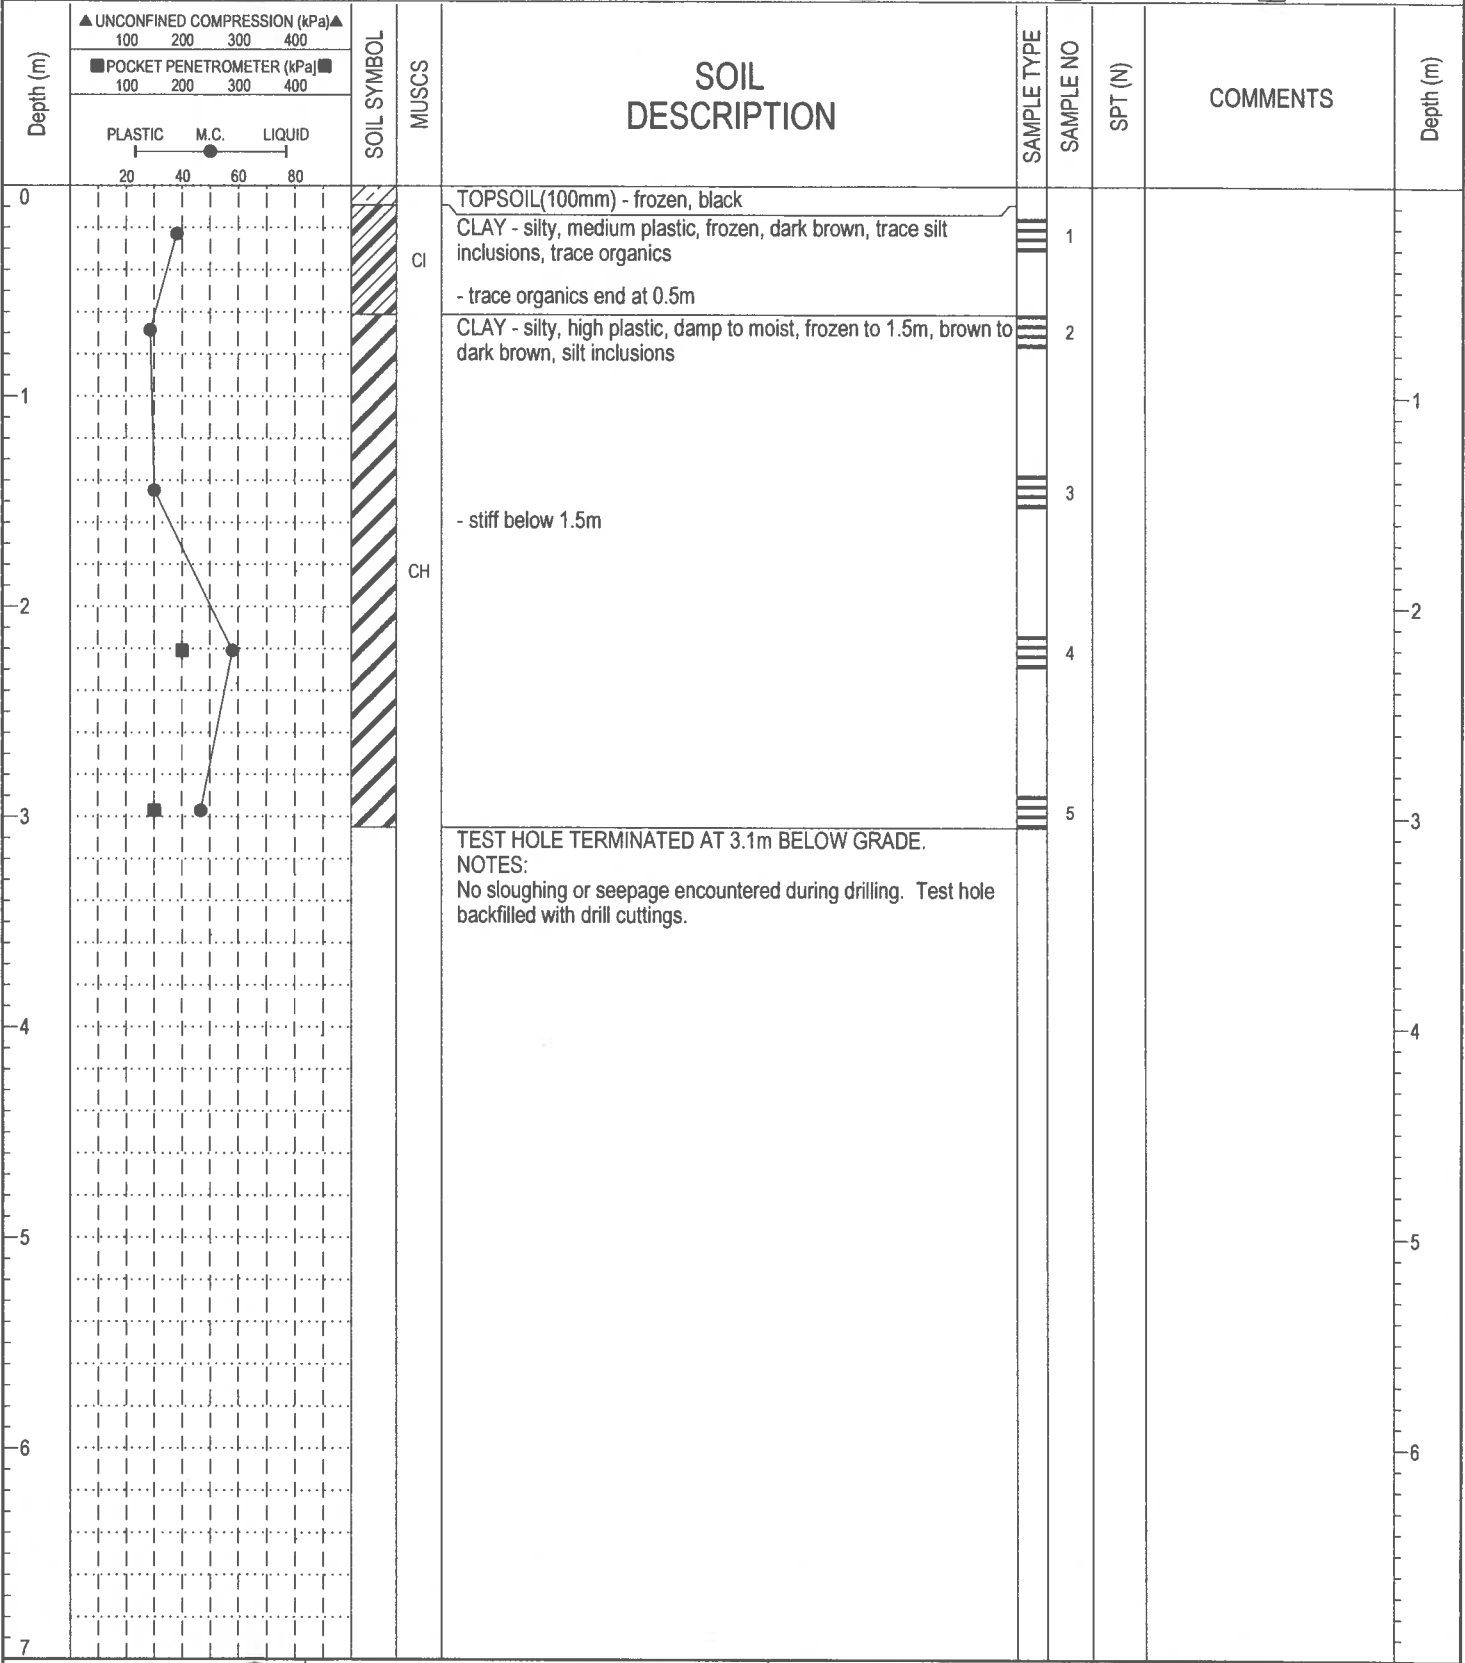 ▲ UNCONFINED COMPRESSION (kPa) ▲
100 200 300 400
■ POCKET PENETROMETER (kPa) ■
100 200 300 400
PLASTIC M.C. LIQUID
20 40 60 80
Depth (m)
SOIL SYMBOL
MUSCS
SOIL
DESCRIPTION
SAMPLE TYPE
SAMPLE NO
SPT (N)
COMMENTS
Depth (m)
0
TOPSOIL(100mm) - frozen, black
CLAY - silty, medium plastic, frozen, dark brown, trace silt
inclusions, trace organics
1
CI
- trace organics end at 0.5m
CLAY - silty, high plastic, damp to moist, frozen to 1.5m, brown to
dark brown, silt inclusions
2
1
1
3
- stiff below 1.5m
CH
2
2
4
3
5
3
TEST HOLE TERMINATED AT 3.1m BELOW GRADE.
NOTES:
No sloughing or seepage encountered during drilling. Test hole
backfilled with drill cuttings.
4
4
5
5
6
6
7